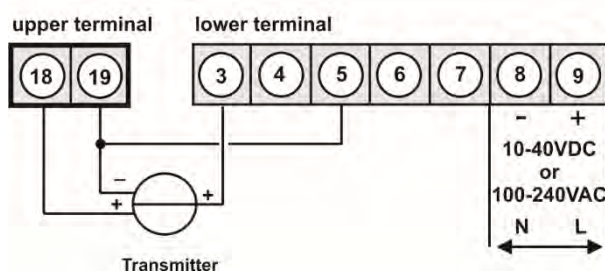 upper terminal
lower terminal
18 19
3 4 5 6 7 8 9
- +
10-40VDC
or
100-240VAC
N L
–
+ +
Transmitter